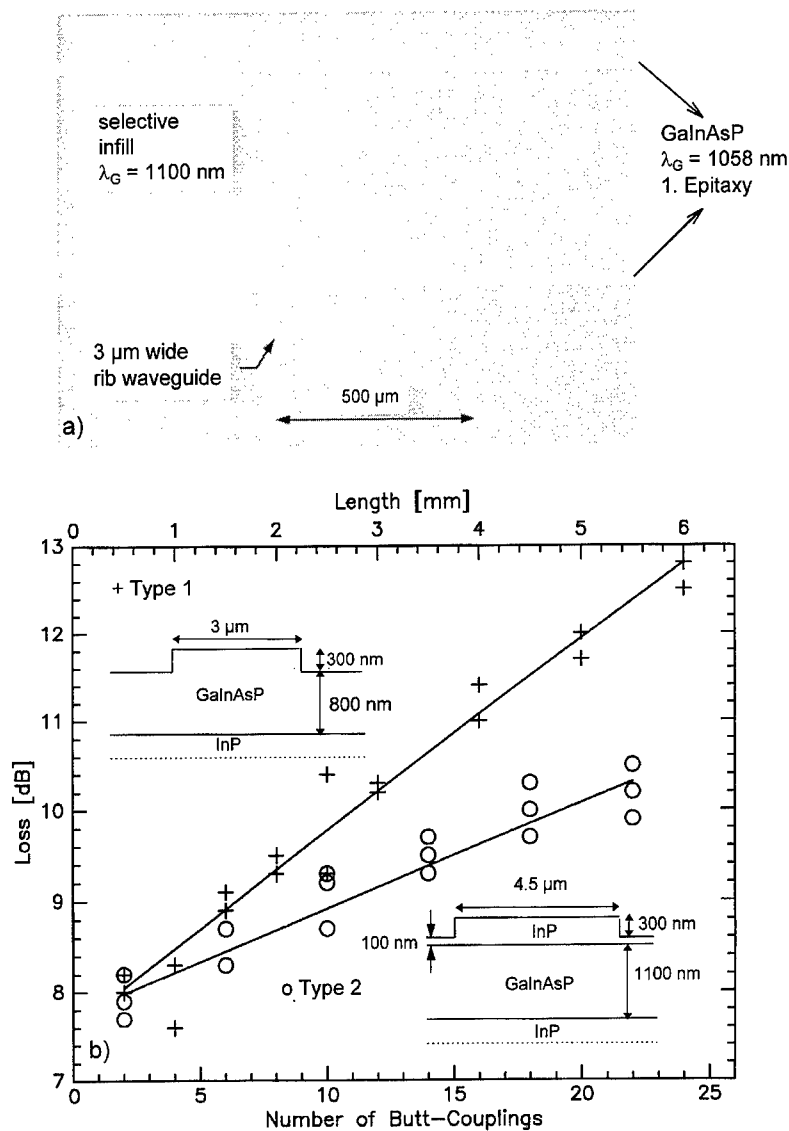 selective
infill
λG = 1100 nm
GaInAsP
λG = 1058 nm
1. Epitaxy
3 µm wide
rib waveguide
500 µm
a)
Length [mm]
0 1 2 3 4 5 6
13
12
11
10
9
8
7
Loss [dB]
+ Type 1
3 µm
300 nm
GaInAsP
800 nm
InP
4.5 µm
InP
300 nm
100 nm
GaInAsP
1100 nm
InP
o Type 2
b)
0 5 10 15 20 25
Number of Butt-Couplings